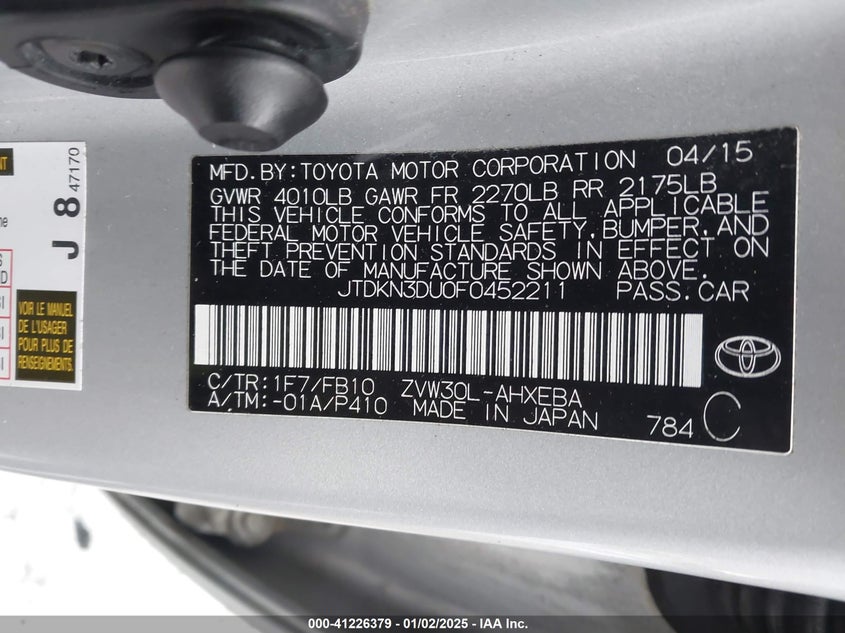 MFD. BY: TOYOTA MOTOR CORPORATION 04/15
GVWR 4010LB GAWR FR 2270LB RR 2175LB
THIS VEHICLE CONFORMS TO ALL APPLICABLE
FEDERAL MOTOR VEHICLE SAFETY, BUMPER, AND
THEFT PREVENTION STANDARDS IN EFFECT ON
THE DATE OF MANUFACTURE SHOWN ABOVE.
JTDKN3DU0F0452211 PASS. CAR
C/TR: 1F7/FB10 ZVW30L-AHXEBA
A/TM: -01A/P410 MADE IN JAPAN
784 C
J 8 47170
VOIR LE MANUEL
DE L'USAGER
POUR PLUS DE
RENSEIGNEMENTS.
000-41226379 - 01/02/2025 - IAA Inc.